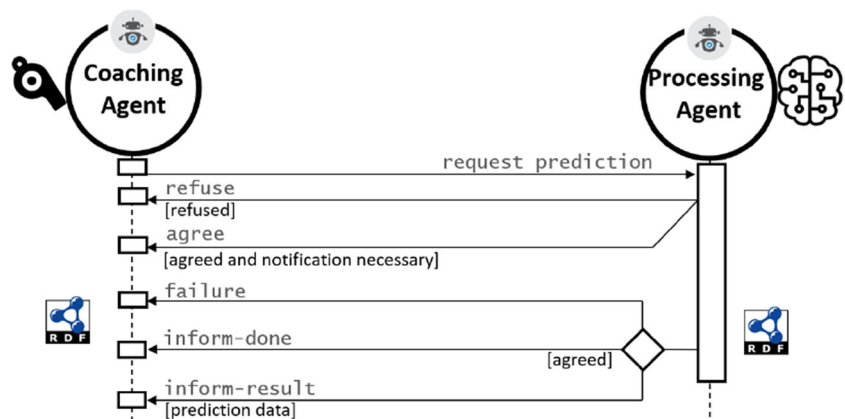 Coaching
Agent
Processing
Agent
request prediction
refuse
[refused]
agree
[agreed and notification necessary]
failure
RDF
RDF
inform-done
[agreed]
inform-result
[prediction data]